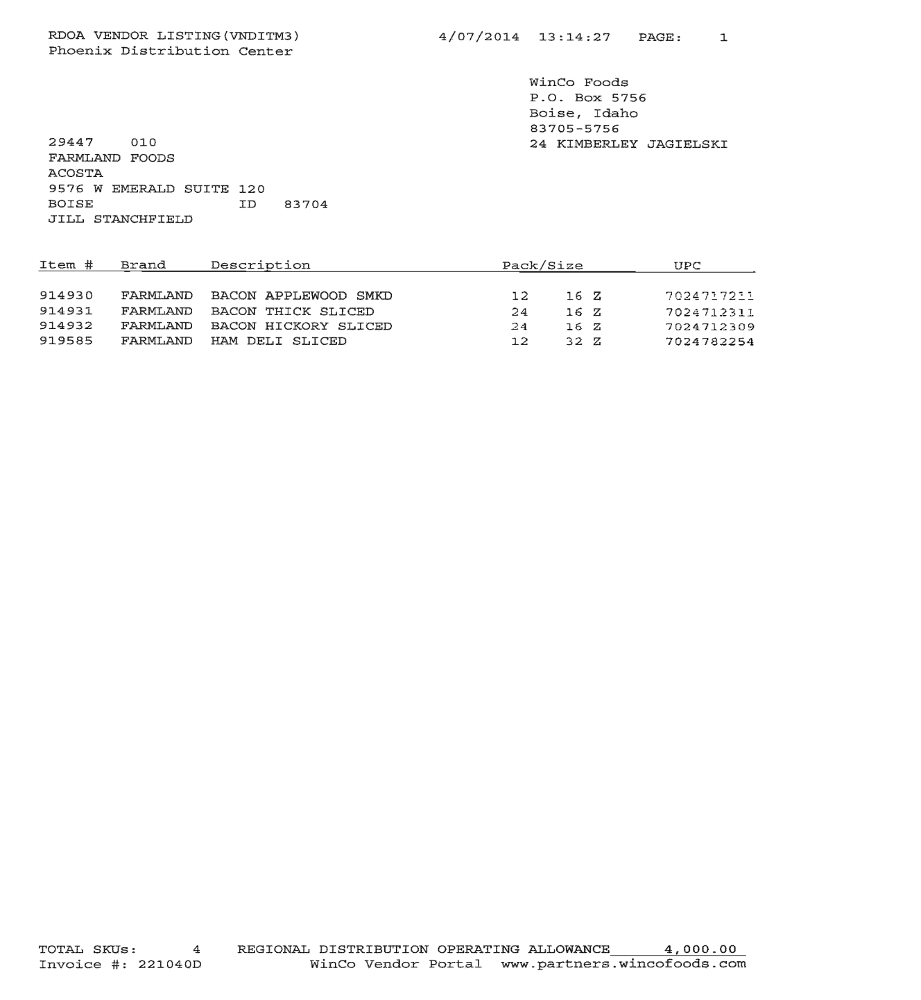 RDOA VENDOR LISTING(VNDITM3) 4/07/2014 13:14:27 PAGE: 1
Phoenix Distribution Center
WinCo Foods
P.O. Box 5756
Boise, Idaho
83705-5756
24 KIMBERLEY JAGIELSKI
29447 010
FARMLAND FOODS
ACOSTA
9576 W EMERALD SUITE 120
BOISE ID 83704
JILL STANCHFIELD
Item # Brand Description Pack/Size UPC
914930 FARMLAND BACON APPLEWOOD SMKD 12 16 Z 7024717211
914931 FARMLAND BACON THICK SLICED 24 16 Z 7024712311
914932 FARMLAND BACON HICKORY SLICED 24 16 Z 7024712309
919585 FARMLAND HAM DELI SLICED 12 32 Z 7024782254
TOTAL SKUs: 4 REGIONAL DISTRIBUTION OPERATING ALLOWANCE 4,000.00
Invoice #: 221040D WinCo Vendor Portal www.partners.wincofoods.com